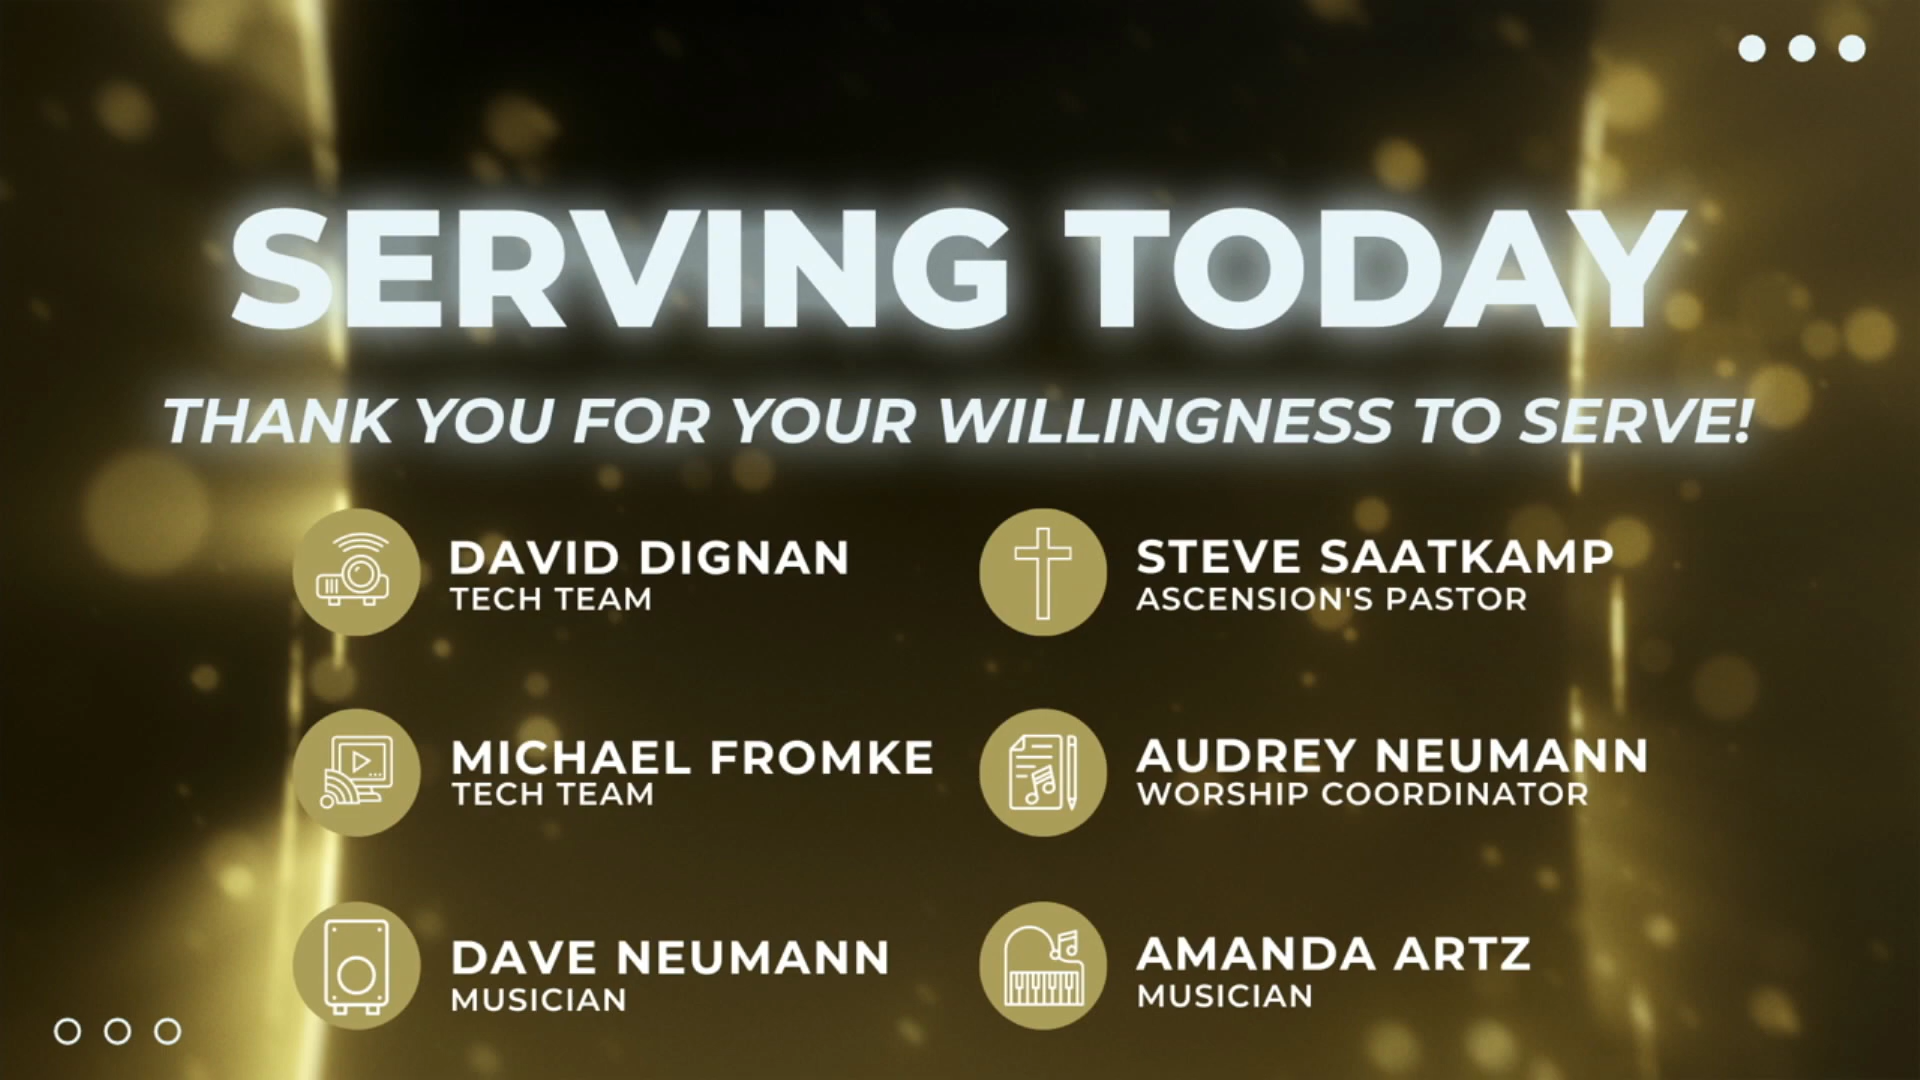 SERVING TODAY
THANK YOU FOR YOUR WILLINGNESS TO SERVE!
DAVID DIGNAN
TECH TEAM
STEVE SAATKAMP
ASCENSION'S PASTOR
MICHAEL FROMKE
TECH TEAM
AUDREY NEUMANN
WORSHIP COORDINATOR
DAVE NEUMANN
MUSICIAN
AMANDA ARTZ
MUSICIAN